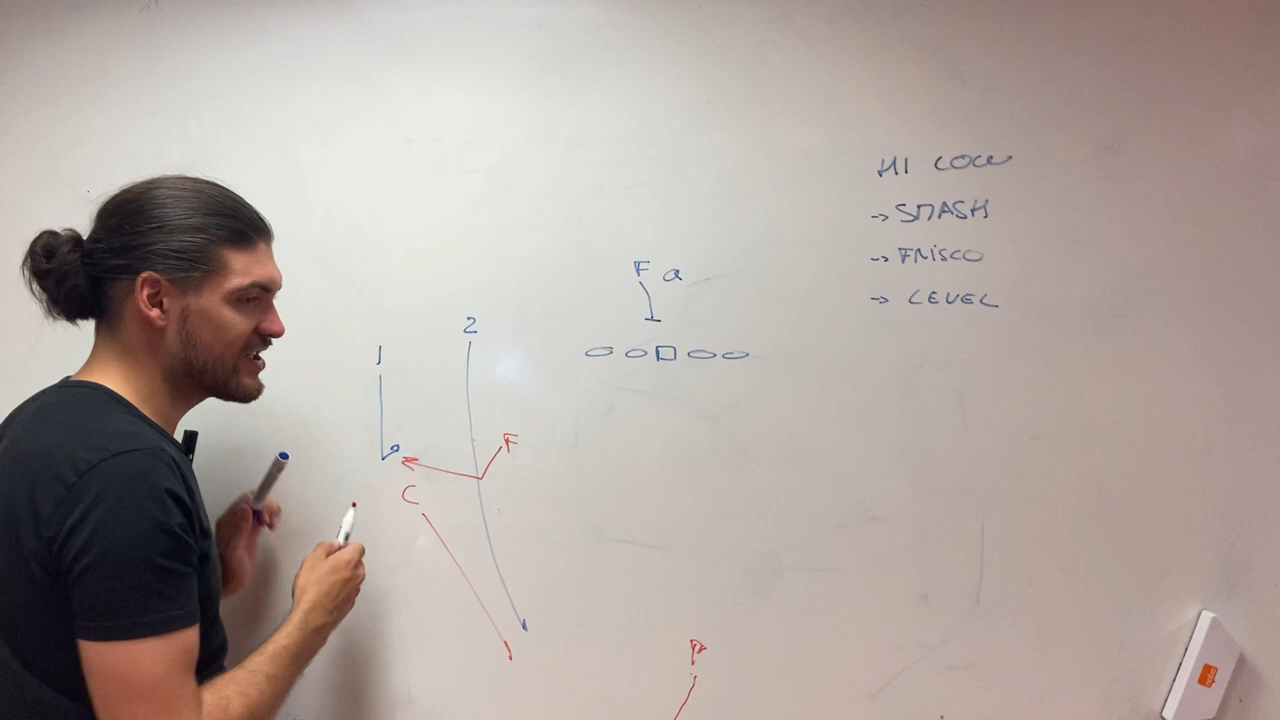 HI LOW
→ SMASH
→ FRISCO
→ LEVEL
F Q
2
1
F
C